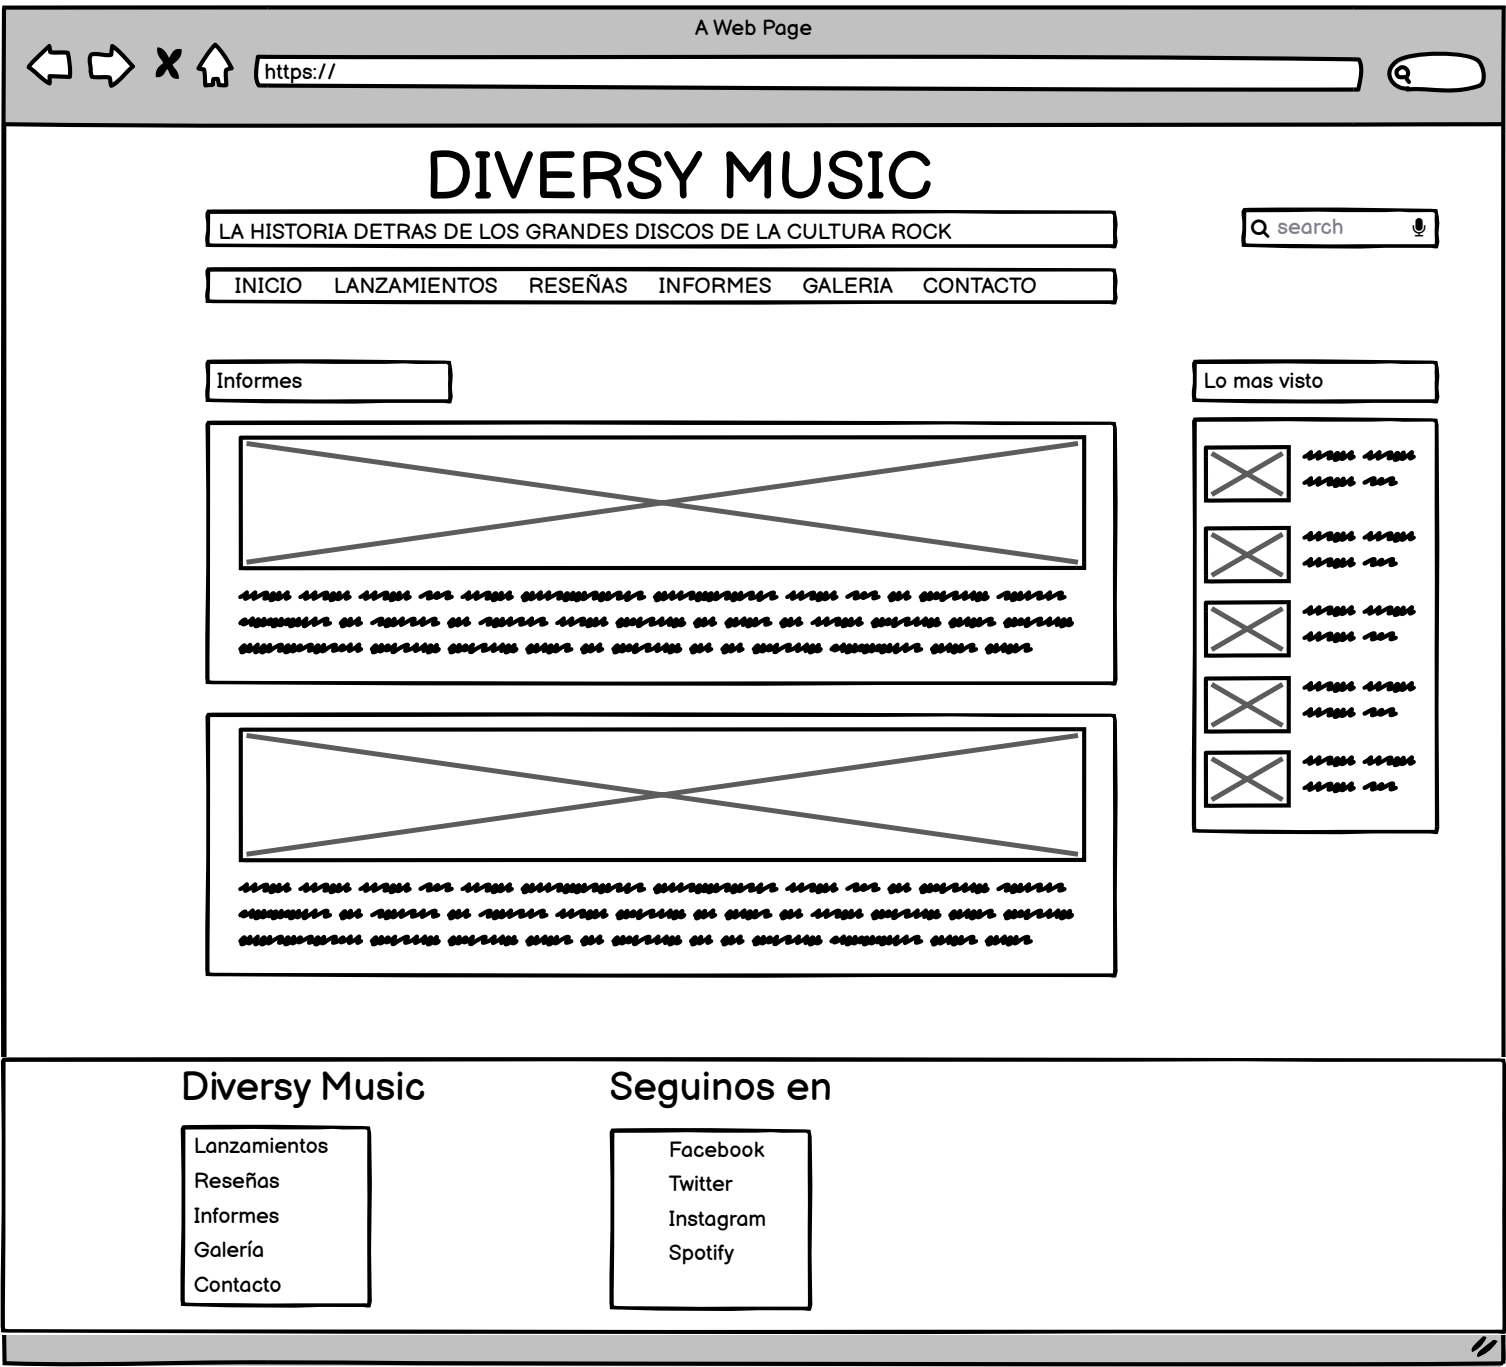 A Web Page
https://
DIVERSY MUSIC
LA HISTORIA DETRAS DE LOS GRANDES DISCOS DE LA CULTURA ROCK
search
INICIO LANZAMIENTOS RESEÑAS INFORMES GALERIA CONTACTO
Informes
Lo mas visto
Diversy Music
Lanzamientos
Reseñas
Informes
Galería
Contacto
Seguinos en
Facebook
Twitter
Instagram
Spotify